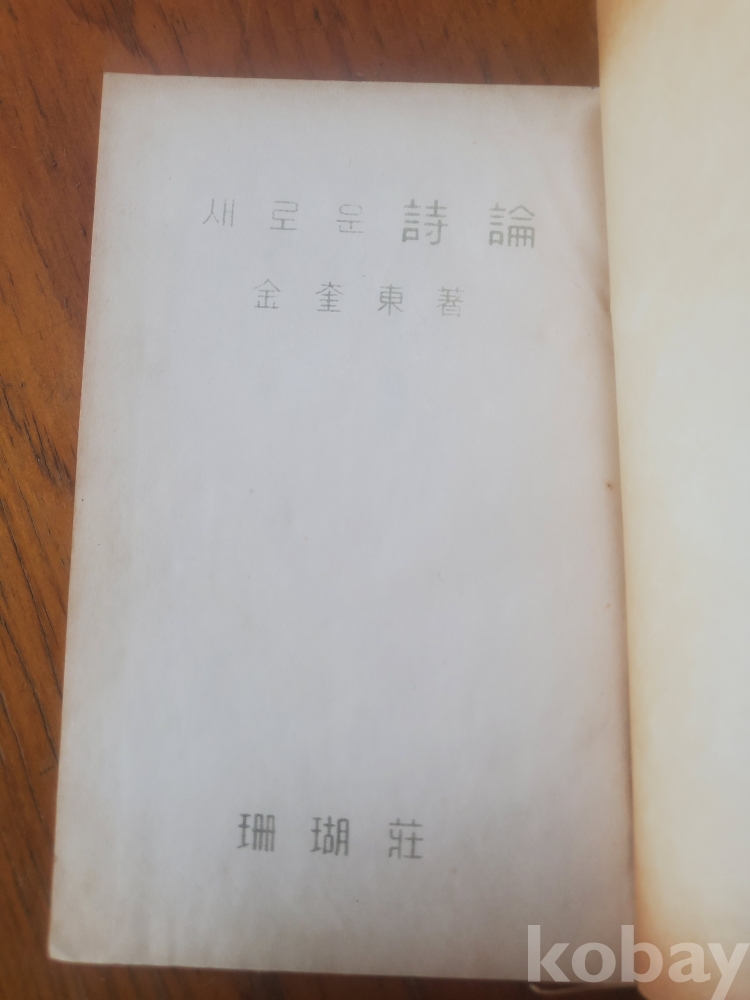 새로운 詩論
金奎東 著
珊瑚莊
kobay